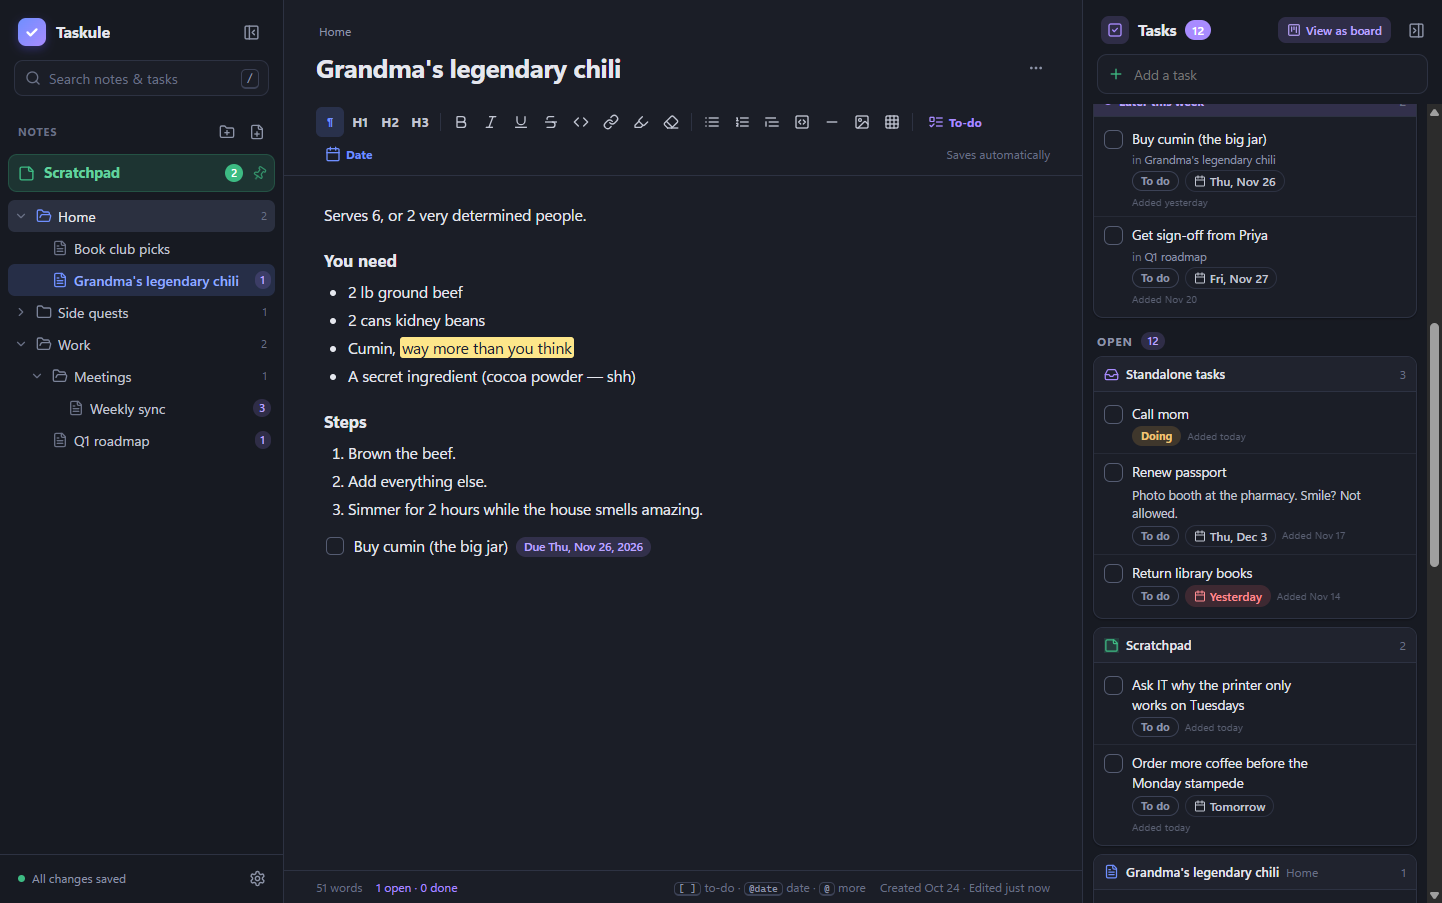 Taskule
Search notes & tasks /
NOTES
Scratchpad 2
Home 2
Book club picks
Grandma's legendary chili 1
Side quests 1
Work 2
Meetings 1
Weekly sync 3
Q1 roadmap 1
All changes saved
Home
Grandma's legendary chili
¶ H1 H2 H3 B I U S To-do
Date Saves automatically
Serves 6, or 2 very determined people.
You need
• 2 lb ground beef
• 2 cans kidney beans
• Cumin, way more than you think
• A secret ingredient (cocoa powder — shh)
Steps
1. Brown the beef.
2. Add everything else.
3. Simmer for 2 hours while the house smells amazing.
Buy cumin (the big jar) Due Thu, Nov 26, 2026
51 words 1 open · 0 done [ ] to-do · @date date · @ more Created Oct 24 · Edited just now
Tasks 12 View as board
Add a task
Later this week 2
Buy cumin (the big jar)
in Grandma's legendary chili
To do Thu, Nov 26
Added yesterday
Get sign-off from Priya
in Q1 roadmap
To do Fri, Nov 27
Added Nov 20
OPEN 12
Standalone tasks 3
Call mom
Doing Added today
Renew passport
Photo booth at the pharmacy. Smile? Not
allowed.
To do Thu, Dec 3 Added Nov 17
Return library books
To do Yesterday Added Nov 14
Scratchpad 2
Ask IT why the printer only
works on Tuesdays
To do Added today
Order more coffee before the
Monday stampede
To do Tomorrow
Added today
Grandma's legendary chili Home 1